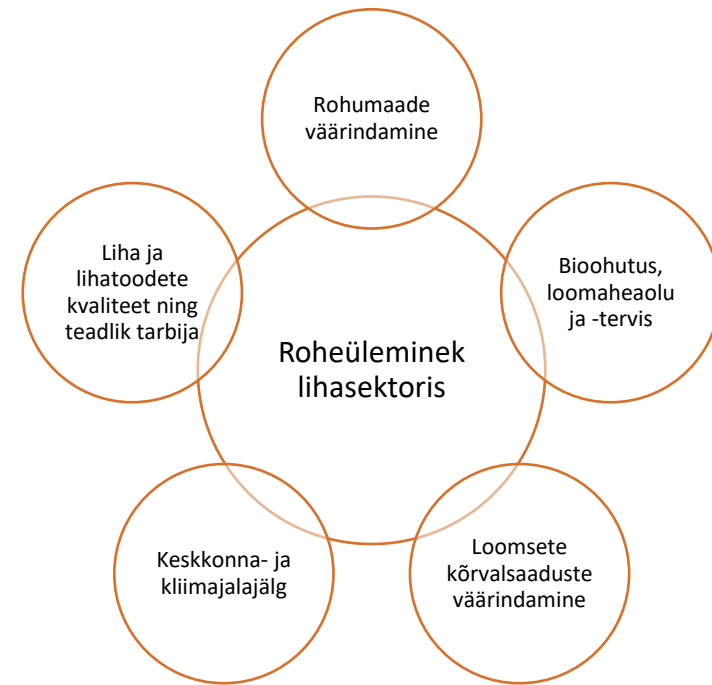 Rohumaade
väärindamine
Liha ja
lihatoodete
kvaliteet ning
teadlik tarbija
Bioohutus,
loomaheaolu
ja -tervis
Roheüleminek
lihasektoris
Keskkonna- ja
kliimajalajälg
Loomsete
kõrvalsaaduste
väärindamine